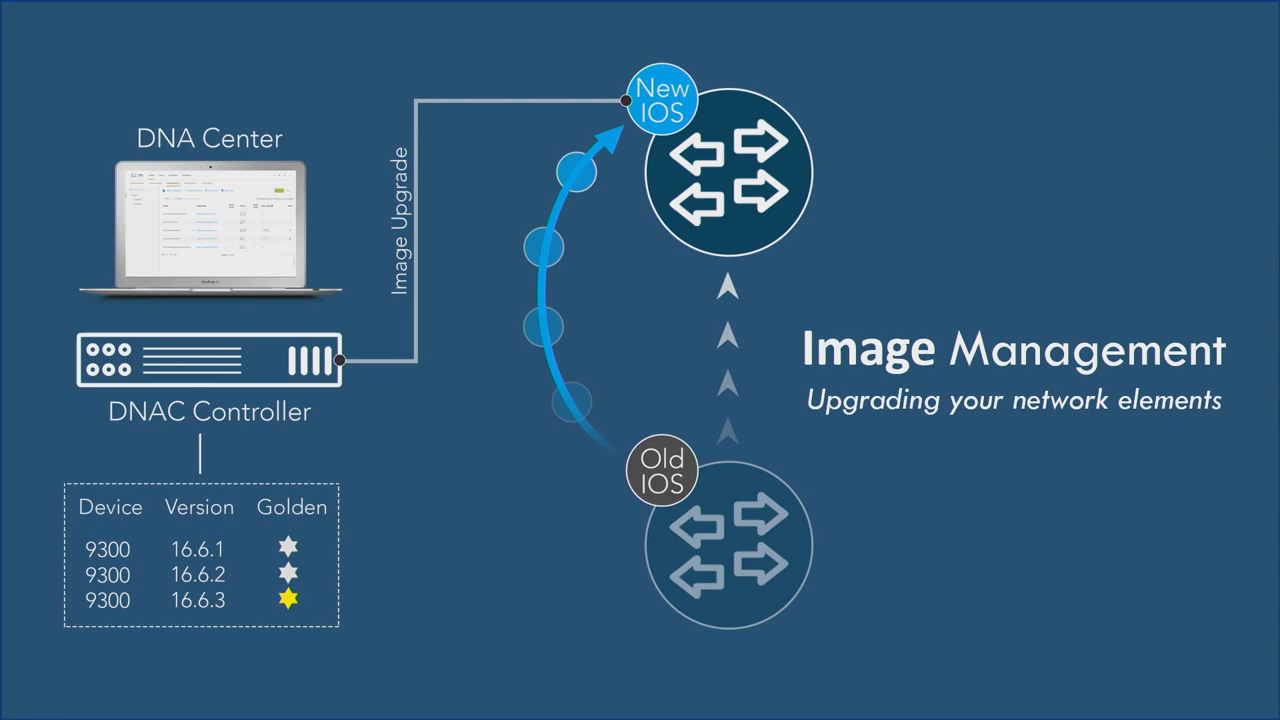 DNA Center
DNAC Controller
Device Version Golden
9300 16.6.1
9300 16.6.2
9300 16.6.3
Image Upgrade
New
IOS
Old
IOS
Image Management
Upgrading your network elements